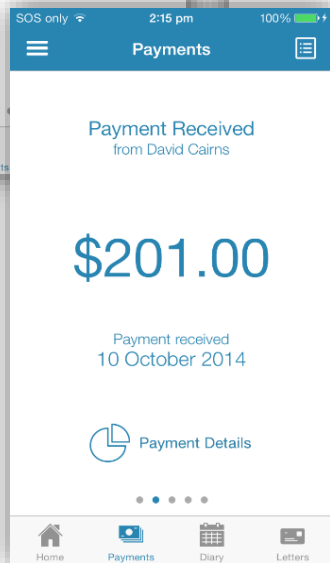 SOS only 2:15 pm 100%
Payments
Payment Received
from David Cairns
$201.00
Payment received
10 October 2014
Payment Details
Home Payments Diary Letters
ts